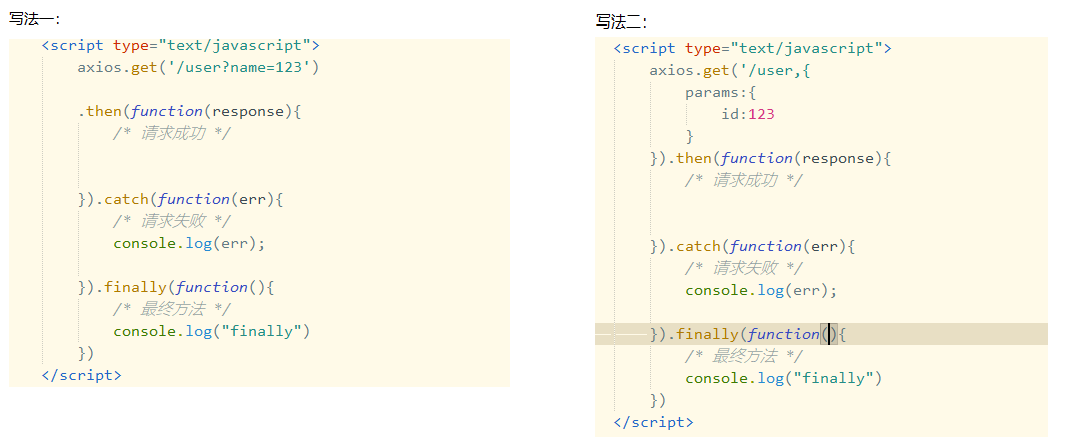 写法一：
<script type="text/javascript">
axios.get('/user?name=123')
.then(function(response){
/* 请求成功 */
}).catch(function(err){
/* 请求失败 */
console.log(err);
}).finally(function(){
/* 最终方法 */
console.log("finally")
})
</script>
写法二：
<script type="text/javascript">
axios.get('/user,{
params:{
id:123
}
}).then(function(response){
/* 请求成功 */
}).catch(function(err){
/* 请求失败 */
console.log(err);
}).finally(function(){
/* 最终方法 */
console.log("finally")
})
</script>